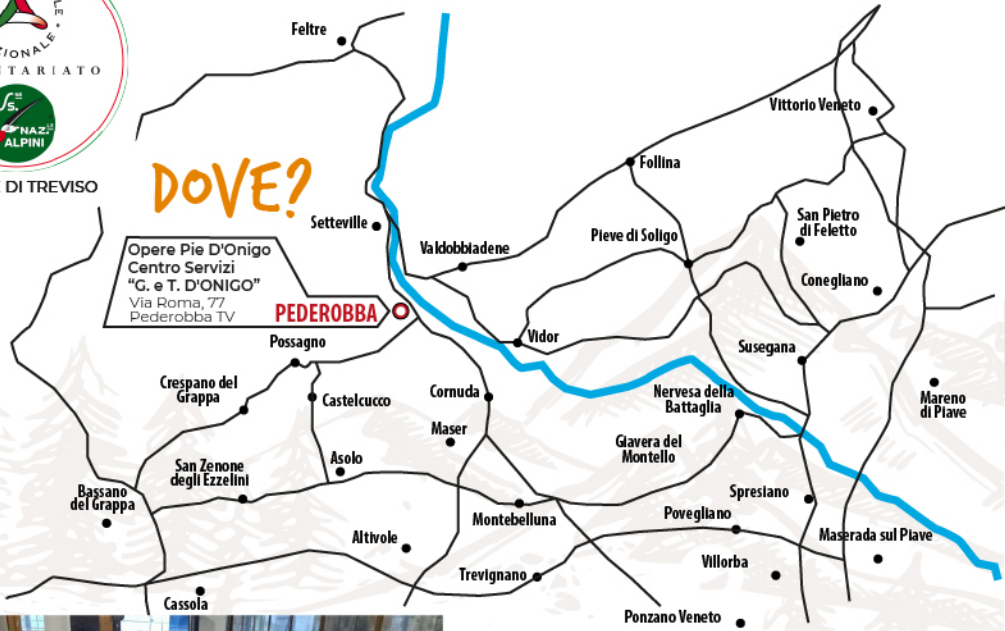 ZIONALE
NTARIATO
NAZ.LE
ALPINI
E DI TREVISO
DOVE?
Opere Pie D'Onigo
Centro Servizi
“G. e T. D'ONIGO”
Via Roma, 77
Pederobba TV
PEDEROBBA
Feltre
Setteville
Valdobbiadene
Follina
Vittorio Veneto
Pieve di Soligo
San Pietro
di Feletto
Conegliano
Vidor
Susegana
Mareno
di Piave
Possagno
Crespano del
Grappa
Castelcucco
Cornuda
Maser
Nervesa della
Battaglia
Giavera del
Montello
San Zenone
degli Ezzelini
Asolo
Bassano
del Grappa
Montebelluna
Spresiano
Povegliano
Maserada sul Piave
Altivole
Trevignano
Villorba
Cassola
Ponzano Veneto